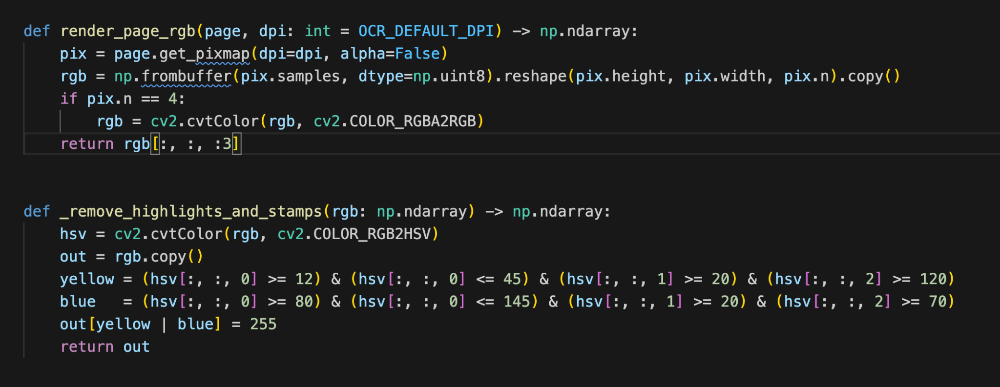 def render_page_rgb(page, dpi: int = OCR_DEFAULT_DPI) -> np.ndarray:
    pix = page.get_pixmap(dpi=dpi, alpha=False)
    rgb = np.frombuffer(pix.samples, dtype=np.uint8).reshape(pix.height, pix.width, pix.n).copy()
    if pix.n == 4:
        rgb = cv2.cvtColor(rgb, cv2.COLOR_RGBA2RGB)
    return rgb[:, :, :3]
def _remove_highlights_and_stamps(rgb: np.ndarray) -> np.ndarray:
    hsv = cv2.cvtColor(rgb, cv2.COLOR_RGB2HSV)
    out = rgb.copy()
    yellow = (hsv[:, :, 0] >= 12) & (hsv[:, :, 0] <= 45) & (hsv[:, :, 1] >= 20) & (hsv[:, :, 2] >= 120)
    blue   = (hsv[:, :, 0] >= 80) & (hsv[:, :, 0] <= 145) & (hsv[:, :, 1] >= 20) & (hsv[:, :, 2] >= 70)
    out[yellow | blue] = 255
    return out